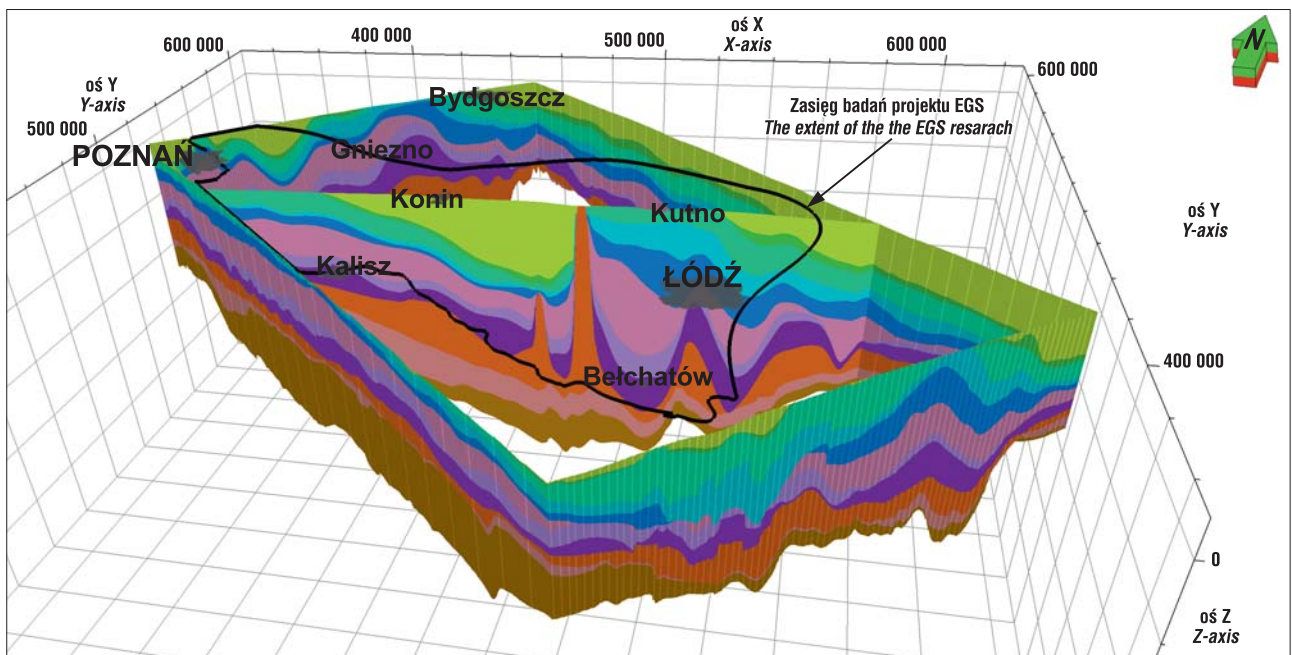 600 000
400 000
oś X
X-axis
500 000
600 000
N
oś Y
Y-axis
500 000
600 000
Bydgoszcz
Zasięg badań projektu EGS
The extent of the the EGS resarach
POZNAŃ
Gniezno
Konin
Kutno
oś Y
Y-axis
Kalisz
ŁÓDŹ
Bełchatów
400 000
0
oś Z
Z-axis